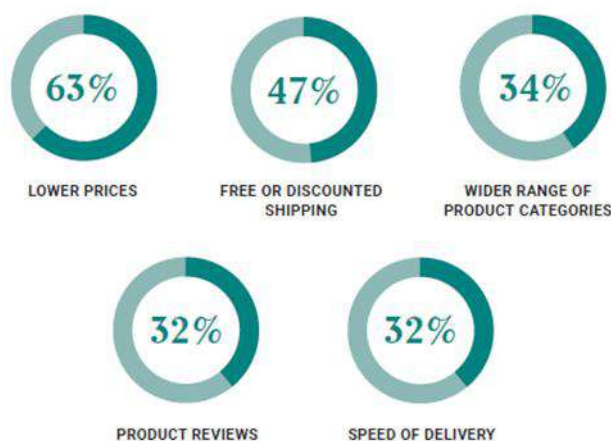 63%
47%
34%
LOWER PRICES
FREE OR DISCOUNTED
SHIPPING
WIDER RANGE OF
PRODUCT CATEGORIES
32%
32%
PRODUCT REVIEWS
SPEED OF DELIVERY